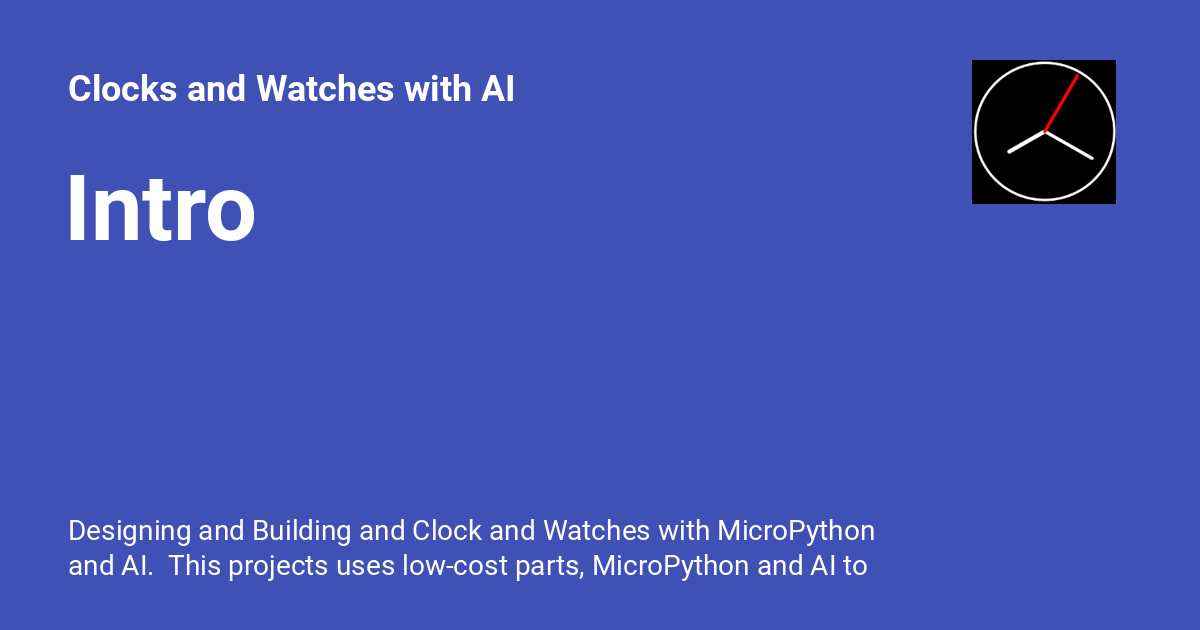 Clocks and Watches with AI
Intro
Designing and Building and Clock and Watches with MicroPython
and AI.  This projects uses low-cost parts, MicroPython and AI to